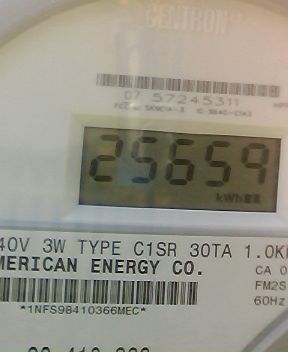 CENTRON
07 57245311
25659
kWh
40V 3W TYPE C1SR 30TA 1.0K
MERICAN ENERGY CO.
CA 0
FM2S
60Hz
*1NFS98410366MEC*